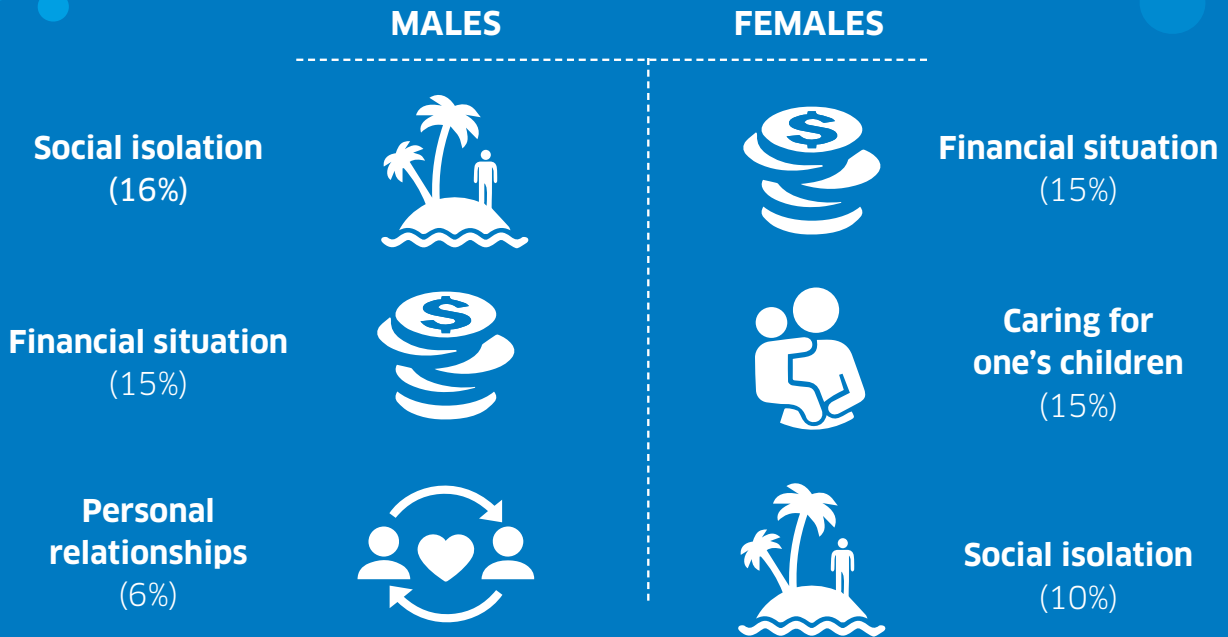 MALES
FEMALES
Social isolation
(16%)
Financial situation
(15%)
Financial situation
(15%)
Caring for
one's children
(15%)
Personal
relationships
(6%)
Social isolation
(10%)